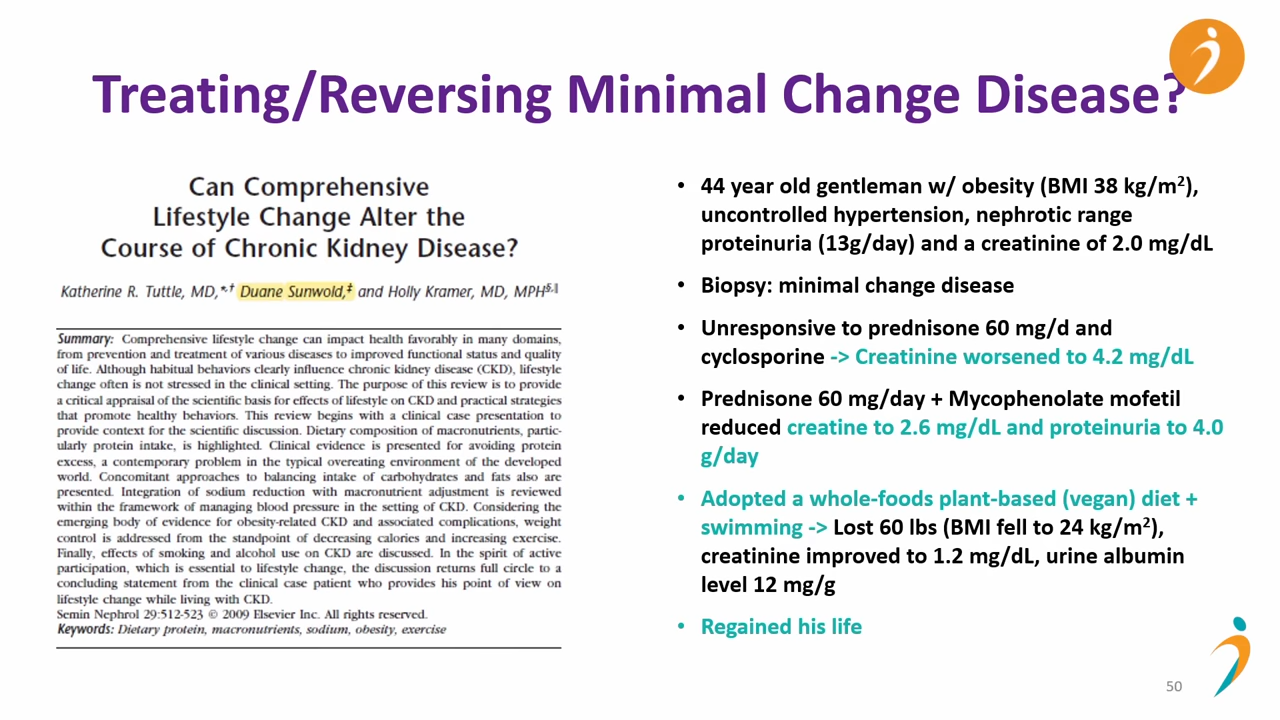 Treating/Reversing Minimal Change Disease?
Can Comprehensive
Lifestyle Change Alter the
Course of Chronic Kidney Disease?
Katherine R. Tuttle, MD,*,† Duane Sunwold,‡ and Holly Kramer, MD, MPH§,||
Summary: Comprehensive lifestyle change can impact health favorably in many domains,
from prevention and treatment of various diseases to improved functional status and quality
of life. Although habitual behaviors clearly influence chronic kidney disease (CKD), lifestyle
change often is not stressed in the clinical setting. The purpose of this review is to provide
a critical appraisal of the scientific basis for effects of lifestyle on CKD and practical strategies
that promote healthy behaviors. This review begins with a clinical case presentation to
provide context for the scientific discussion. Dietary composition of macronutrients, partic-
ularly protein intake, is highlighted. Clinical evidence is presented for avoiding protein
excess, a contemporary problem in the typical overeating environment of the developed
world. Concomitant approaches to balancing intake of carbohydrates and fats also are
presented. Integration of sodium reduction with macronutrient adjustment is reviewed
within the framework of managing blood pressure in the setting of CKD. Considering the
emerging body of evidence for obesity-related CKD and associated complications, weight
control is addressed from the standpoint of decreasing calories and increasing exercise.
Finally, effects of smoking and alcohol use on CKD are discussed. In the spirit of active
participation, which is essential to lifestyle change, the discussion returns full circle to a
concluding statement from the clinical case patient who provides his point of view on
lifestyle change while living with CKD.
Semin Nephrol 29:512-523 © 2009 Elsevier Inc. All rights reserved.
Keywords: Dietary protein, macronutrients, sodium, obesity, exercise
• 44 year old gentleman w/ obesity (BMI 38 kg/m²),
uncontrolled hypertension, nephrotic range
proteinuria (13g/day) and a creatinine of 2.0 mg/dL
• Biopsy: minimal change disease
• Unresponsive to prednisone 60 mg/d and
cyclosporine -> Creatinine worsened to 4.2 mg/dL
• Prednisone 60 mg/day + Mycophenolate mofetil
reduced creatine to 2.6 mg/dL and proteinuria to 4.0
g/day
• Adopted a whole-foods plant-based (vegan) diet +
swimming -> Lost 60 lbs (BMI fell to 24 kg/m²),
creatinine improved to 1.2 mg/dL, urine albumin
level 12 mg/g
• Regained his life
50